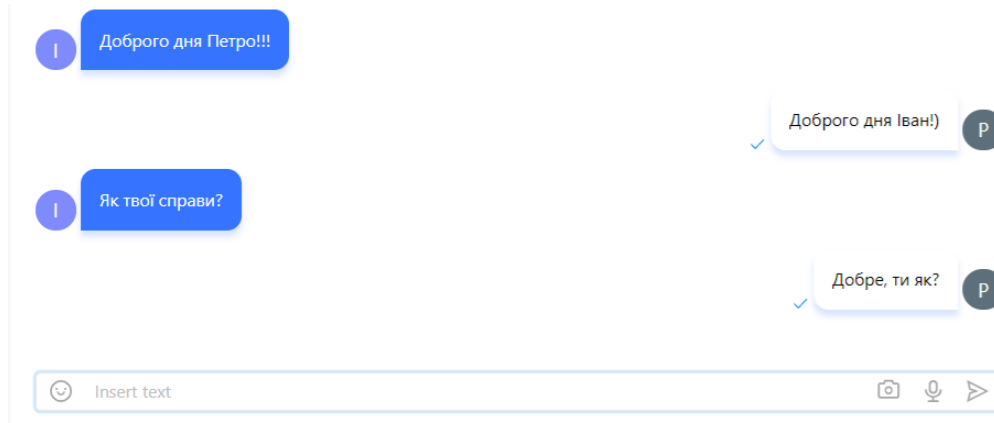 І
Доброго дня Петро!!!
Доброго дня Іван!)
P
І
Як твої справи?
Добре, ти як?
P
Insert text